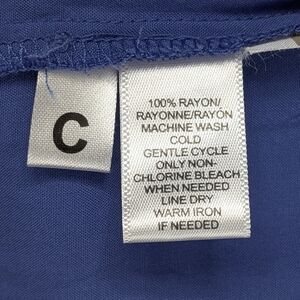 C
100% RAYON/
RAYONNE/RAYÓN
MACHINE WASH
COLD
GENTLE CYCLE
ONLY NON-
CHLORINE BLEACH
WHEN NEEDED
LINE DRY
WARM IRON
IF NEEDED